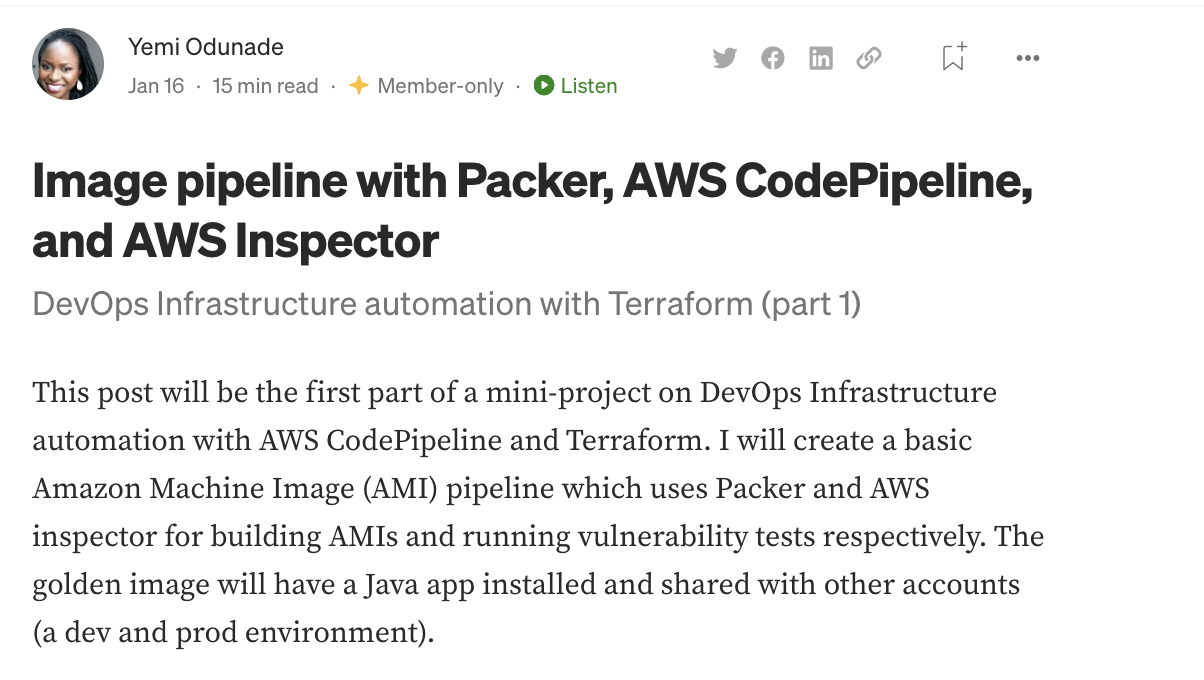 Yemi Odunade
Jan 16 · 15 min read · Member-only · Listen
Image pipeline with Packer, AWS CodePipeline,
and AWS Inspector
DevOps Infrastructure automation with Terraform (part 1)
This post will be the first part of a mini-project on DevOps Infrastructure
automation with AWS CodePipeline and Terraform. I will create a basic
Amazon Machine Image (AMI) pipeline which uses Packer and AWS
inspector for building AMIs and running vulnerability tests respectively. The
golden image will have a Java app installed and shared with other accounts
(a dev and prod environment).